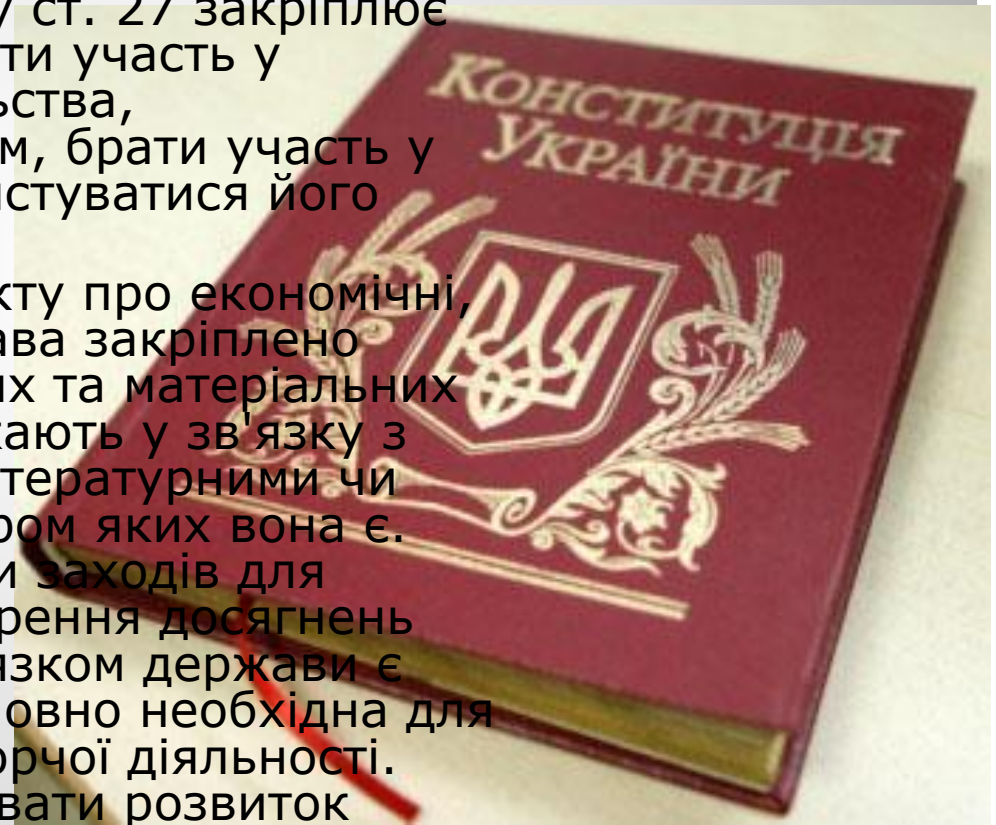 у ст. 27 закріплює
ти участь у
ьства,
м, брати участь у
истуватися його
кту про економічні,
ава закріплено
их та матеріальних
кають у зв'язку з
тературними чи
ром яких вона є.
и заходів для
рення досягнень
язком держави є
овно необхідна для
орчої діяльності.
вати розвиток
КОНСТИТУЦІЯ
УКРАЇНИ